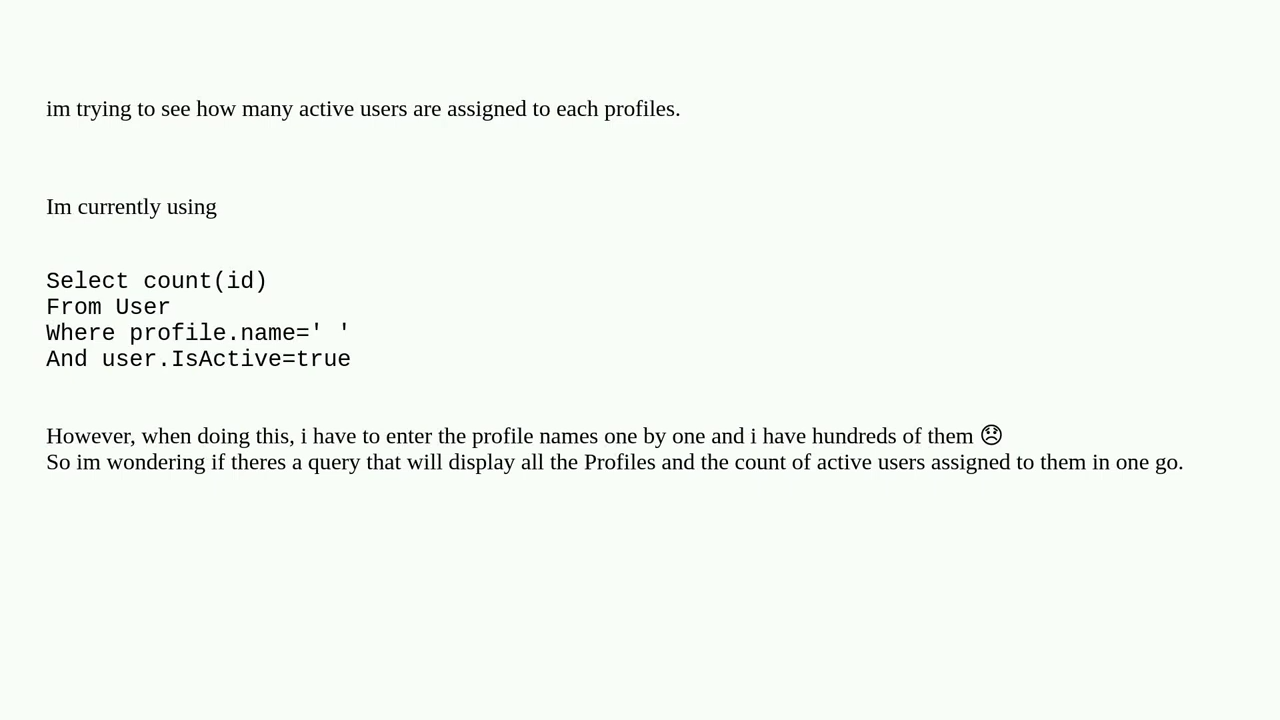 im trying to see how many active users are assigned to each profiles.
Im currently using
Select count(id)
From User
Where profile.name=' '
And user.IsActive=true
However, when doing this, i have to enter the profile names one by one and i have hundreds of them 😞
So im wondering if theres a query that will display all the Profiles and the count of active users assigned to them in one go.